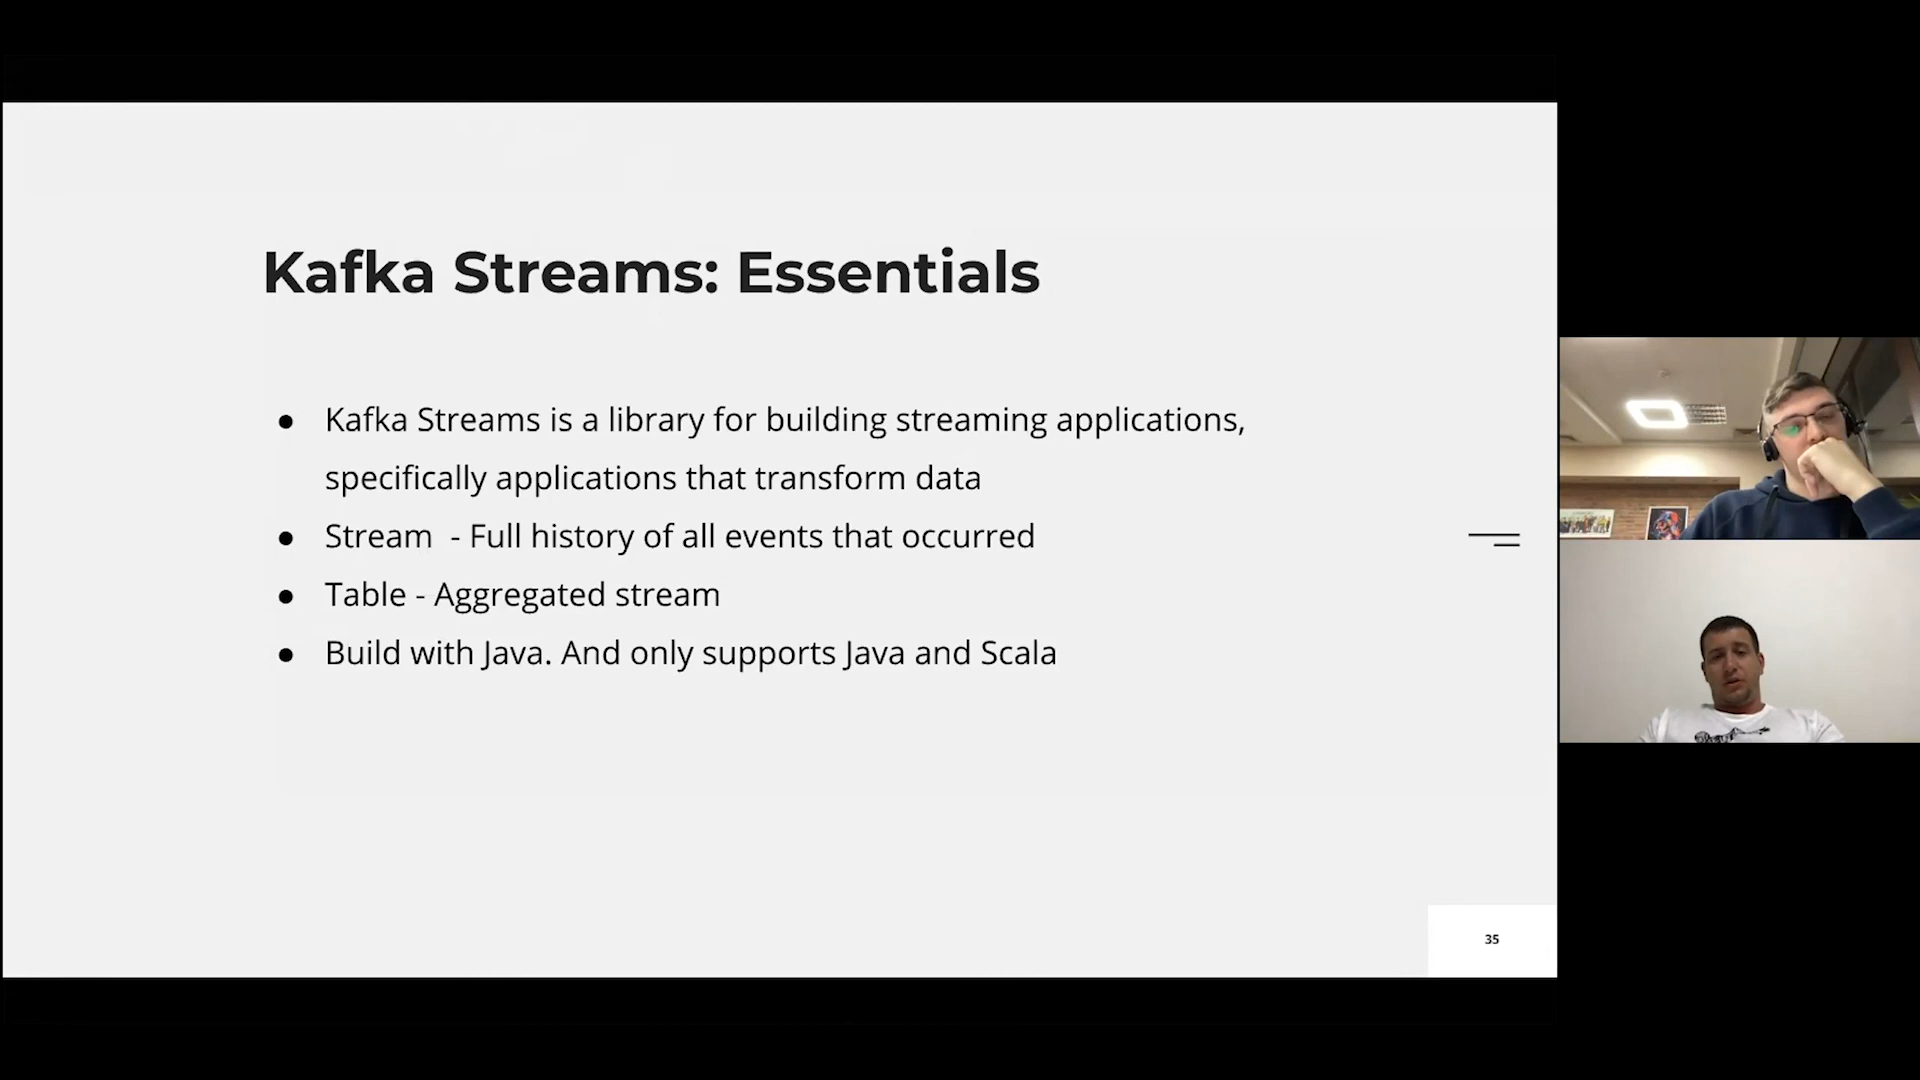 Kafka Streams: Essentials
● Kafka Streams is a library for building streaming applications,
specifically applications that transform data
● Stream  - Full history of all events that occurred
● Table - Aggregated stream
● Build with Java. And only supports Java and Scala
35